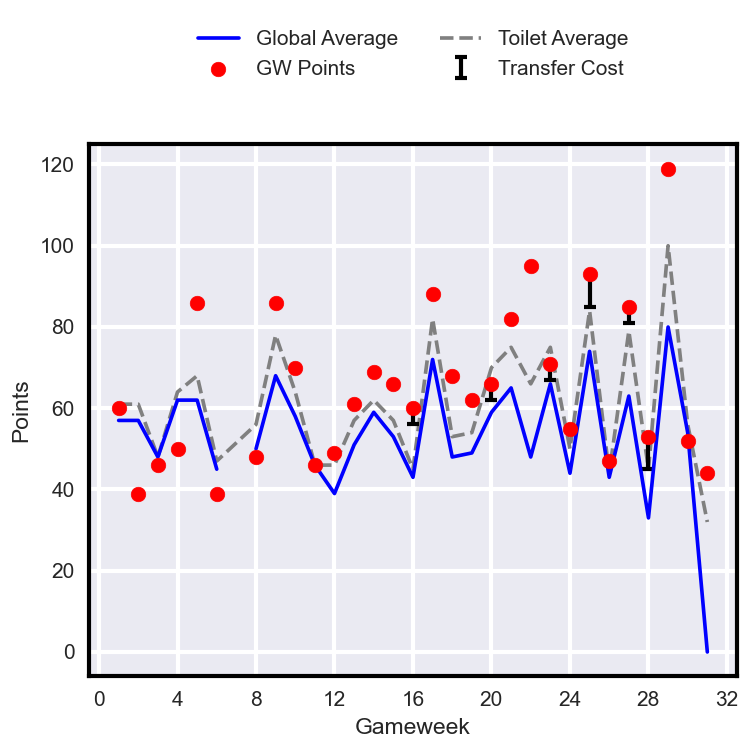 Global Average
Toilet Average
GW Points
Transfer Cost
Points
120
100
80
60
40
20
0
0 4 8 12 16 20 24 28 32
Gameweek